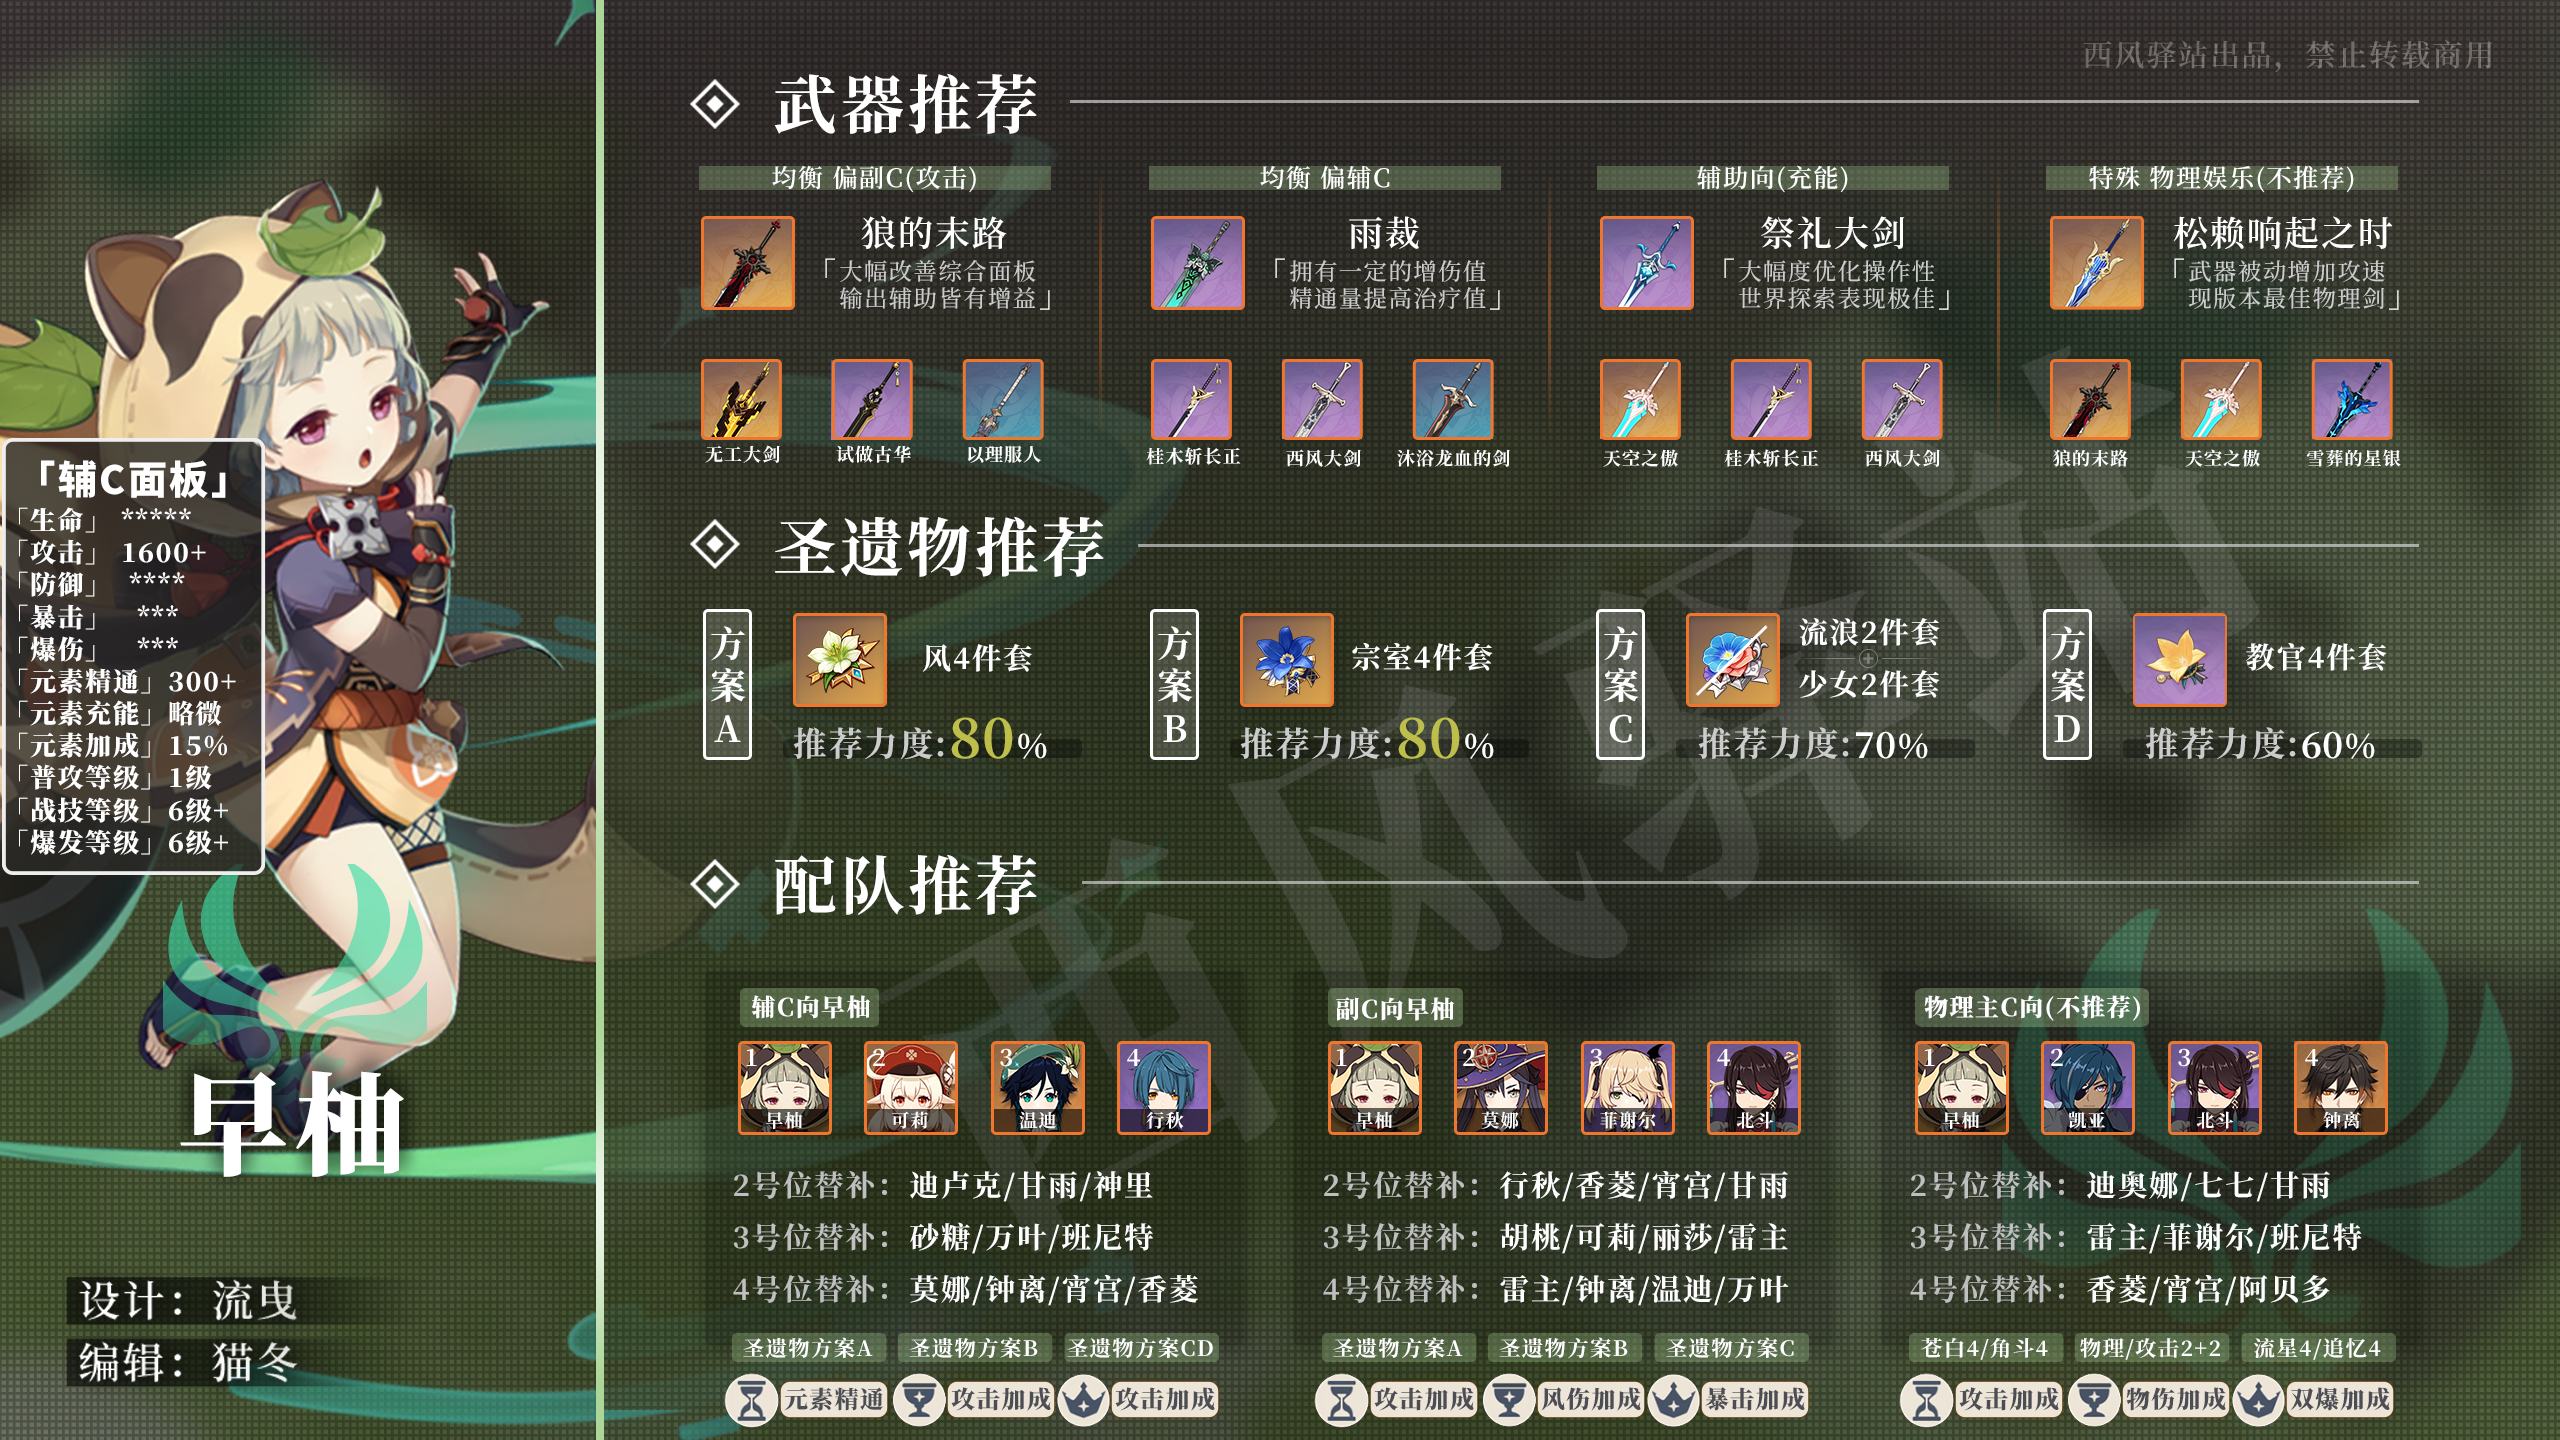 西风驿站出品，禁止转载商用
武器推荐
均衡 偏副C(攻击)
狼的末路
「大幅改善综合面板
输出辅助皆有增益」
无工大剑
试做古华
以理服人
均衡 偏辅C
雨裁
「拥有一定的增伤值
精通量提高治疗值」
桂木斩长正
西风大剑
沐浴龙血的剑
辅助向(充能)
祭礼大剑
「大幅度优化操作性
世界探索表现极佳」
天空之傲
桂木斩长正
西风大剑
特殊 物理娱乐(不推荐)
松赖响起之时
「武器被动增加攻速
现版本最佳物理剑」
狼的末路
天空之傲
雪葬的星银
圣遗物推荐
方案A
风4件套
推荐力度:80%
方案B
宗室4件套
推荐力度:80%
方案C
流浪2件套
少女2件套
推荐力度:70%
方案D
教官4件套
推荐力度:60%
配队推荐
辅C向早柚
1 早柚
2 可莉
3 温迪
4 行秋
2号位替补：迪卢克/甘雨/神里
3号位替补：砂糖/万叶/班尼特
4号位替补：莫娜/钟离/宵宫/香菱
圣遗物方案A
圣遗物方案B
圣遗物方案CD
元素精通
攻击加成
攻击加成
副C向早柚
1 早柚
2 莫娜
3 菲谢尔
4 北斗
2号位替补：行秋/香菱/宵宫/甘雨
3号位替补：胡桃/可莉/丽莎/雷主
4号位替补：雷主/钟离/温迪/万叶
圣遗物方案A
圣遗物方案B
圣遗物方案C
攻击加成
风伤加成
暴击加成
物理主C向(不推荐)
1 早柚
2 凯亚
3 北斗
4 钟离
2号位替补：迪奥娜/七七/甘雨
3号位替补：雷主/菲谢尔/班尼特
4号位替补：香菱/宵宫/阿贝多
苍白4/角斗4
物理/攻击2+2
流星4/追忆4
攻击加成
物伤加成
双爆加成
「辅C面板」
「生命」 *****
「攻击」 1600+
「防御」 ****
「暴击」 ***
「爆伤」 ***
「元素精通」300+
「元素充能」略微
「元素加成」15%
「普攻等级」1级
「战技等级」6级+
「爆发等级」6级+
早柚
设计：流曳
编辑：猫冬
西风驿站